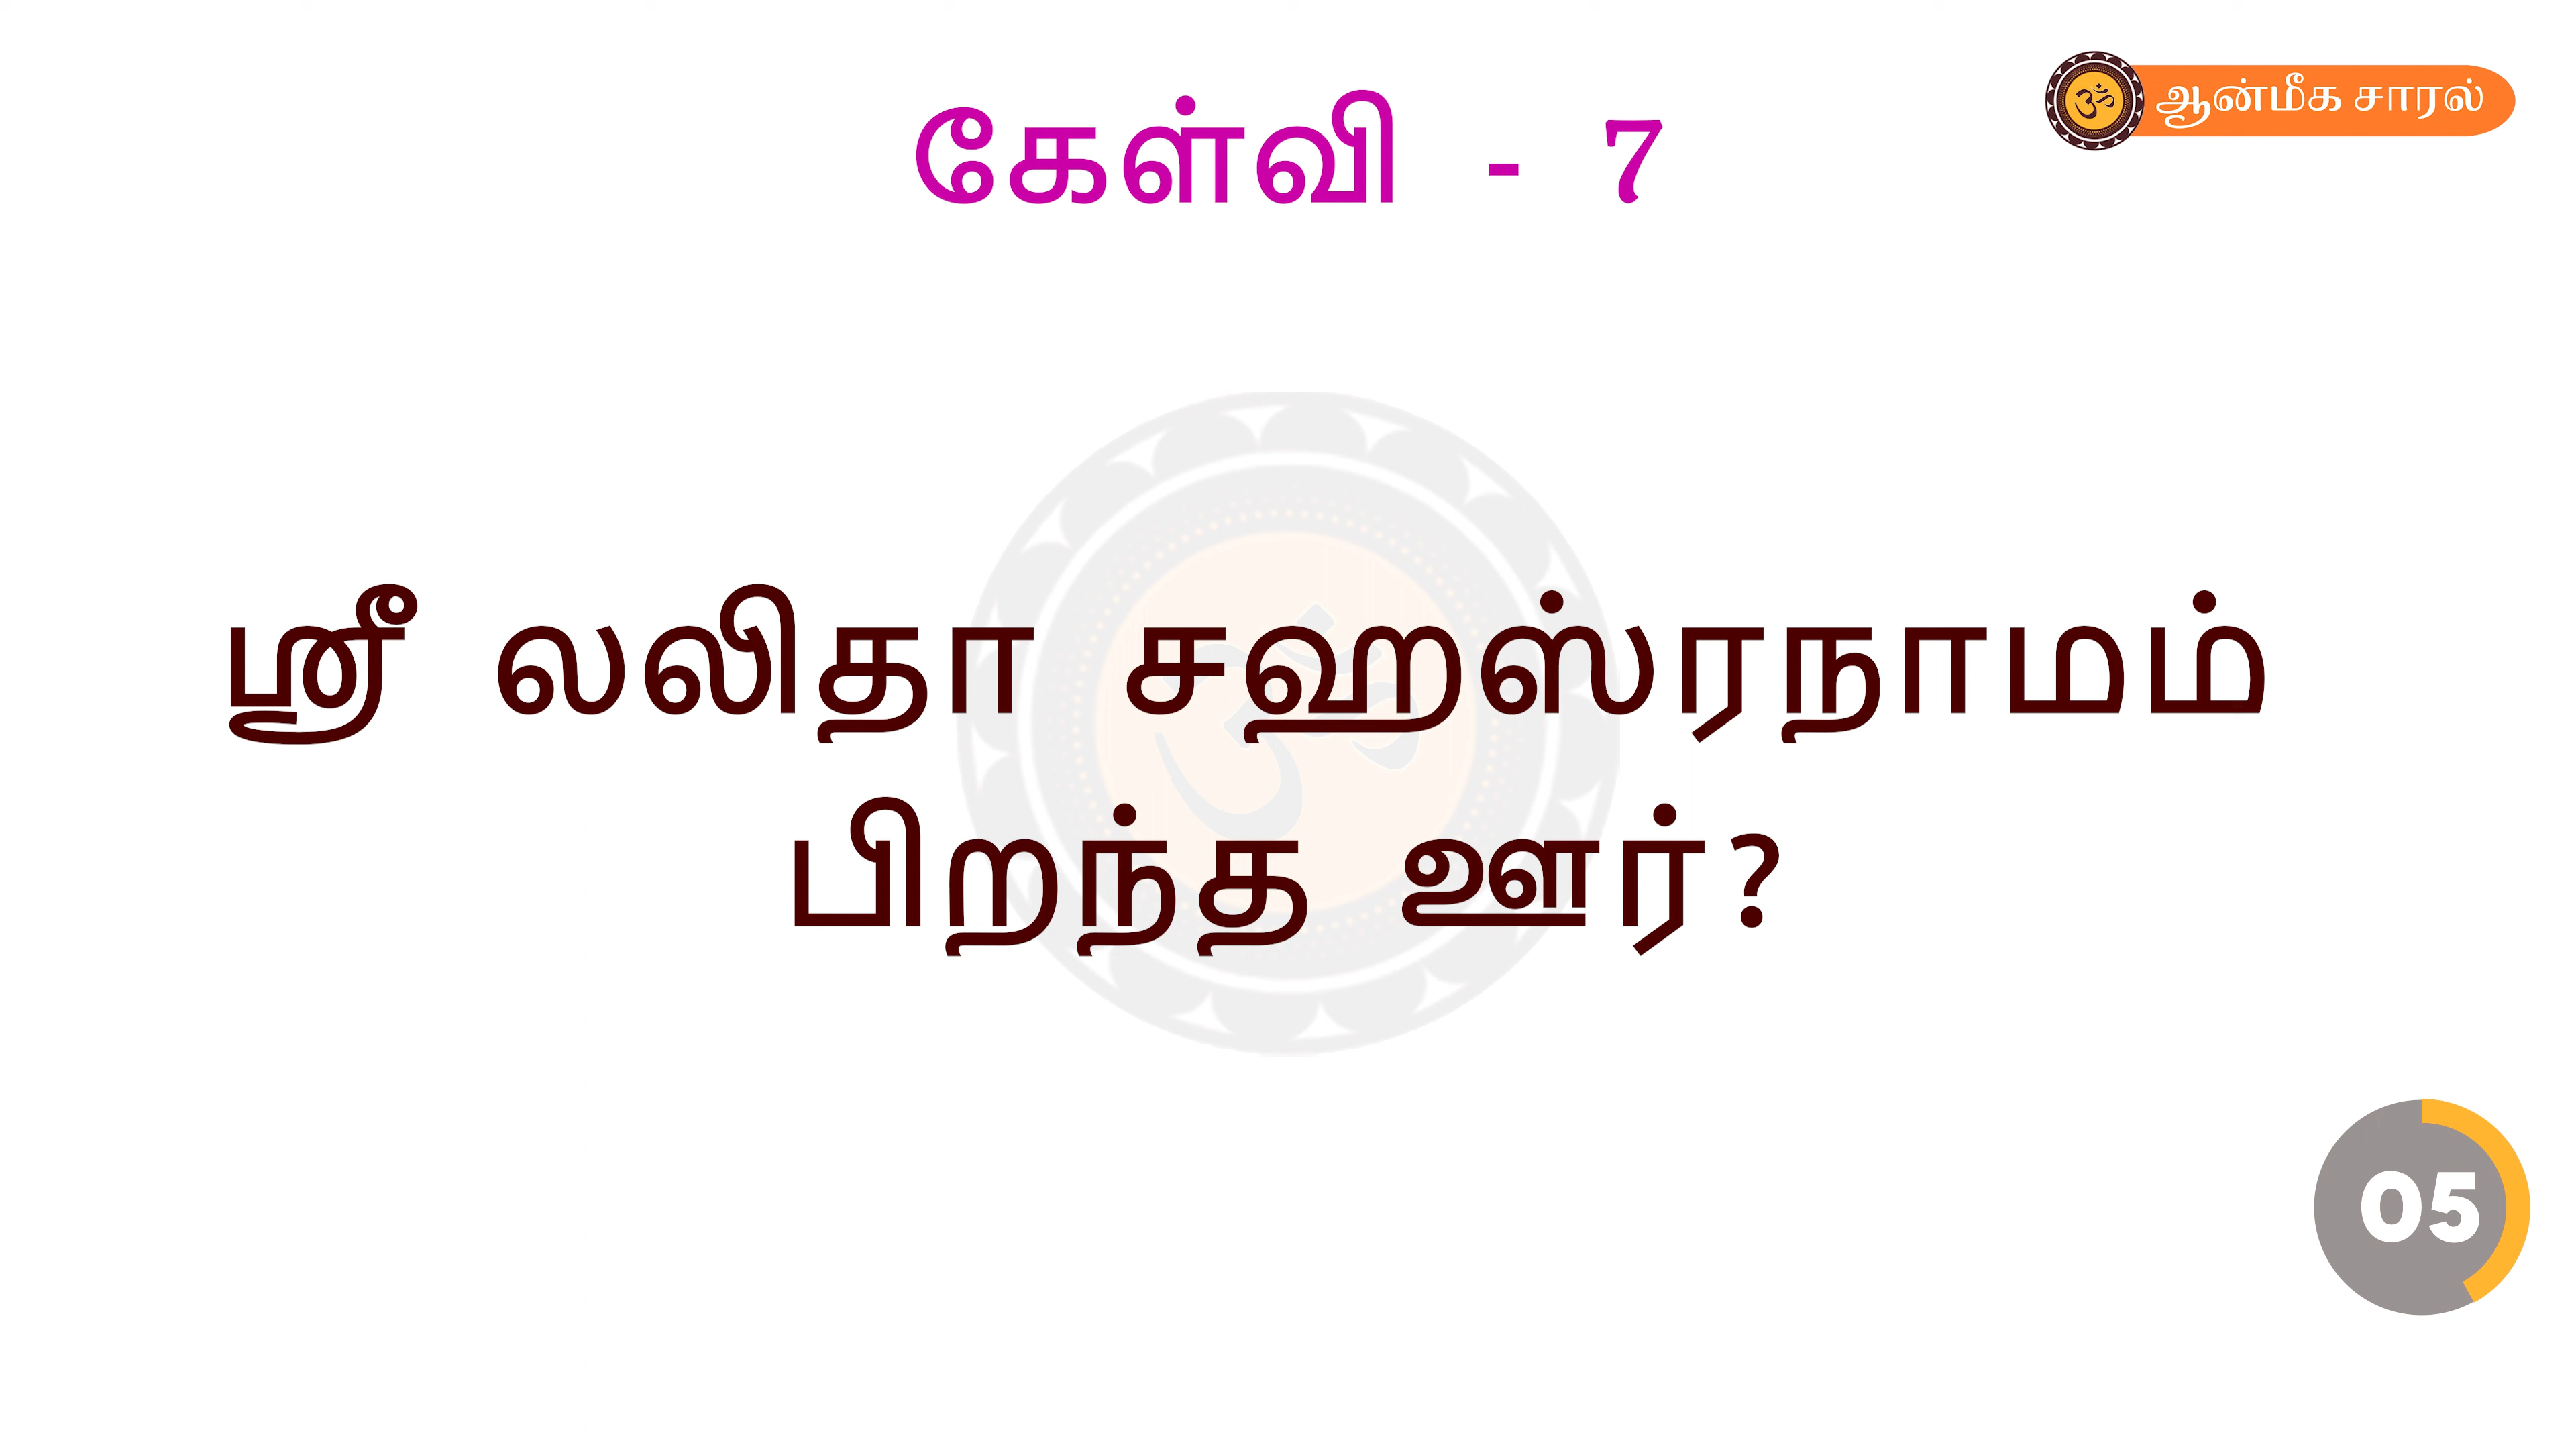 ஆன்மீக சாரல்
கேள்வி - 7
ஸ்ரீ லலிதா சஹஸ்ரநாமம்
பிறந்த ஊர்?
05